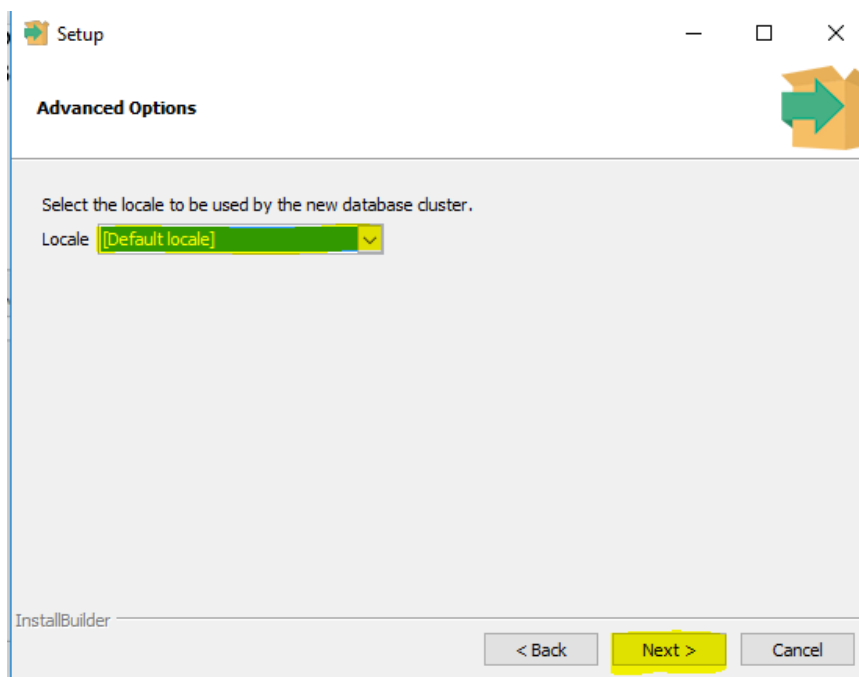 Setup
Advanced Options
Select the locale to be used by the new database cluster.
Locale [Default locale]
InstallBuilder
< Back Next > Cancel